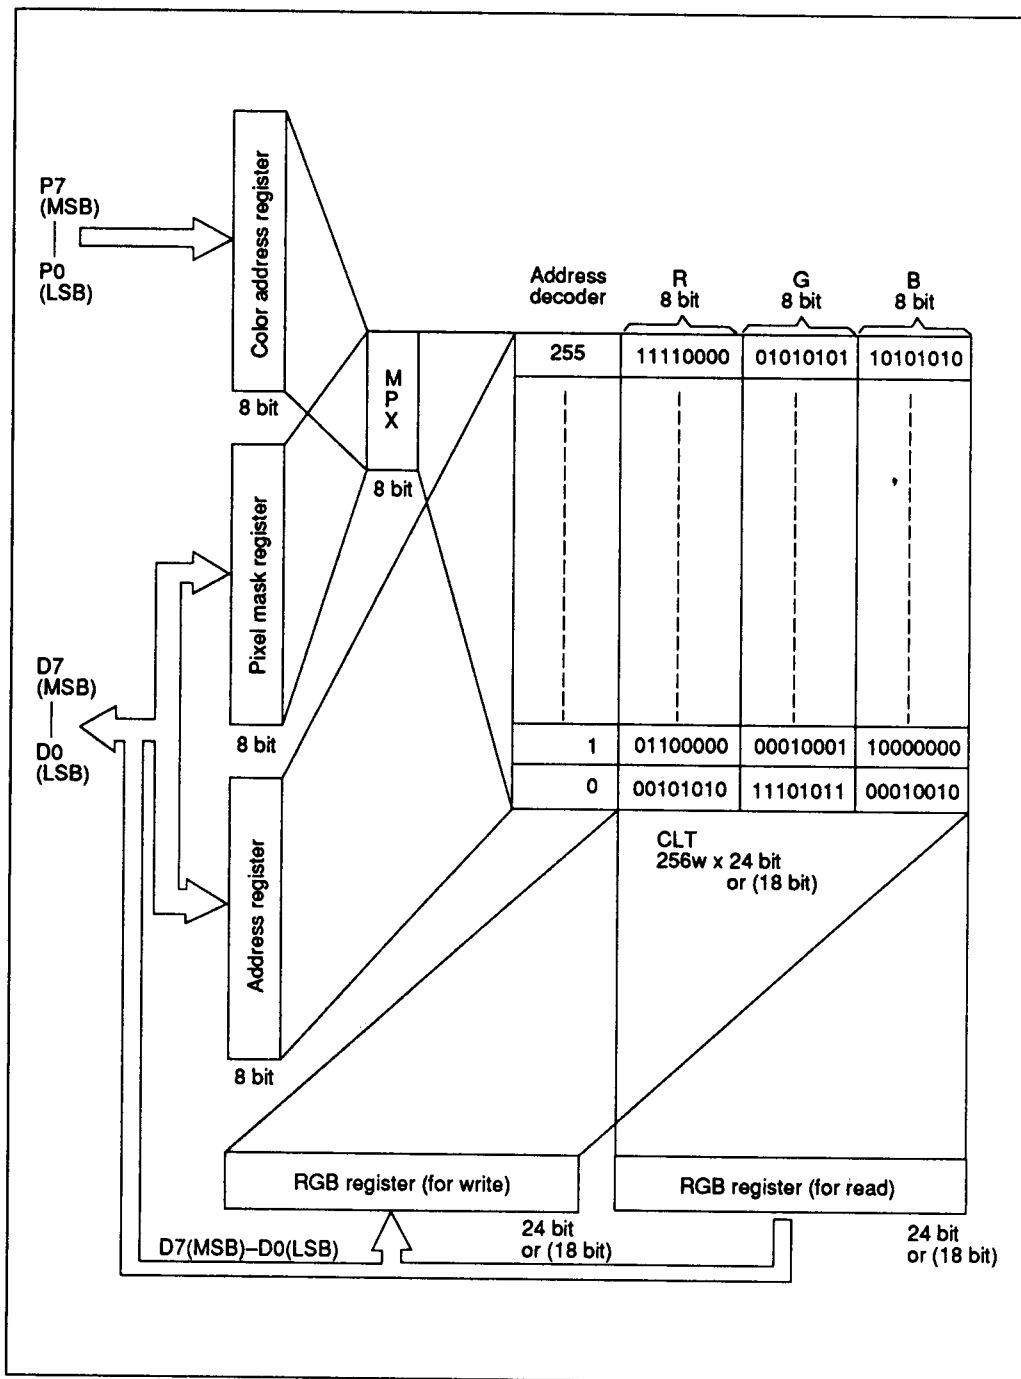 P7
(MSB)
P0
(LSB)
Color address register
8 bit
MPX
8 bit
Address
decoder
R
8 bit
G
8 bit
B
8 bit
255 11110000 01010101 10101010
1 01100000 00010001 10000000
0 00101010 11101011 00010010
Pixel mask register
8 bit
D7
(MSB)
D0
(LSB)
Address register
8 bit
CLT
256w x 24 bit
or (18 bit)
RGB register (for write)
24 bit
or (18 bit)
RGB register (for read)
24 bit
or (18 bit)
D7(MSB)–D0(LSB)